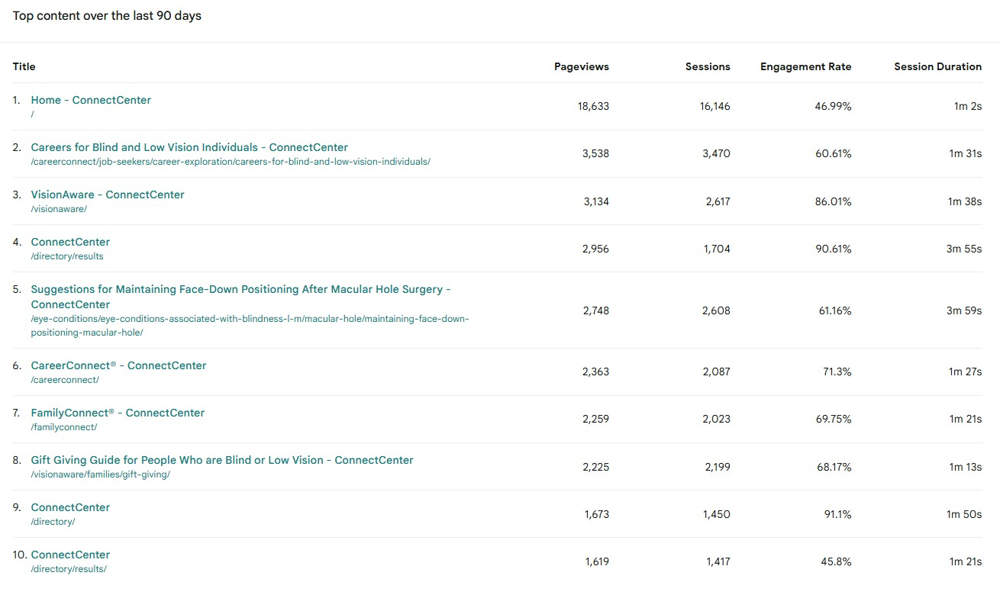 Top content over the last 90 days
Title Pageviews Sessions Engagement Rate Session Duration
1. Home - ConnectCenter
/
18,633 16,146 46.99% 1m 2s
2. Careers for Blind and Low Vision Individuals - ConnectCenter
/careerconnect/job-seekers/career-exploration/careers-for-blind-and-low-vision-individuals/
3,538 3,470 60.61% 1m 31s
3. VisionAware - ConnectCenter
/visionaware/
3,134 2,617 86.01% 1m 38s
4. ConnectCenter
/directory/results
2,956 1,704 90.61% 3m 55s
5. Suggestions for Maintaining Face-Down Positioning After Macular Hole Surgery -
ConnectCenter
/eye-conditions/eye-conditions-associated-with-blindness-l-m/macular-hole/maintaining-face-down-
positioning-macular-hole/
2,748 2,608 61.16% 3m 59s
6. CareerConnect® - ConnectCenter
/careerconnect/
2,363 2,087 71.3% 1m 27s
7. FamilyConnect® - ConnectCenter
/familyconnect/
2,259 2,023 69.75% 1m 21s
8. Gift Giving Guide for People Who are Blind or Low Vision - ConnectCenter
/visionaware/families/gift-giving/
2,225 2,199 68.17% 1m 13s
9. ConnectCenter
/directory/
1,673 1,450 91.1% 1m 50s
10. ConnectCenter
/directory/results/
1,619 1,417 45.8% 1m 21s